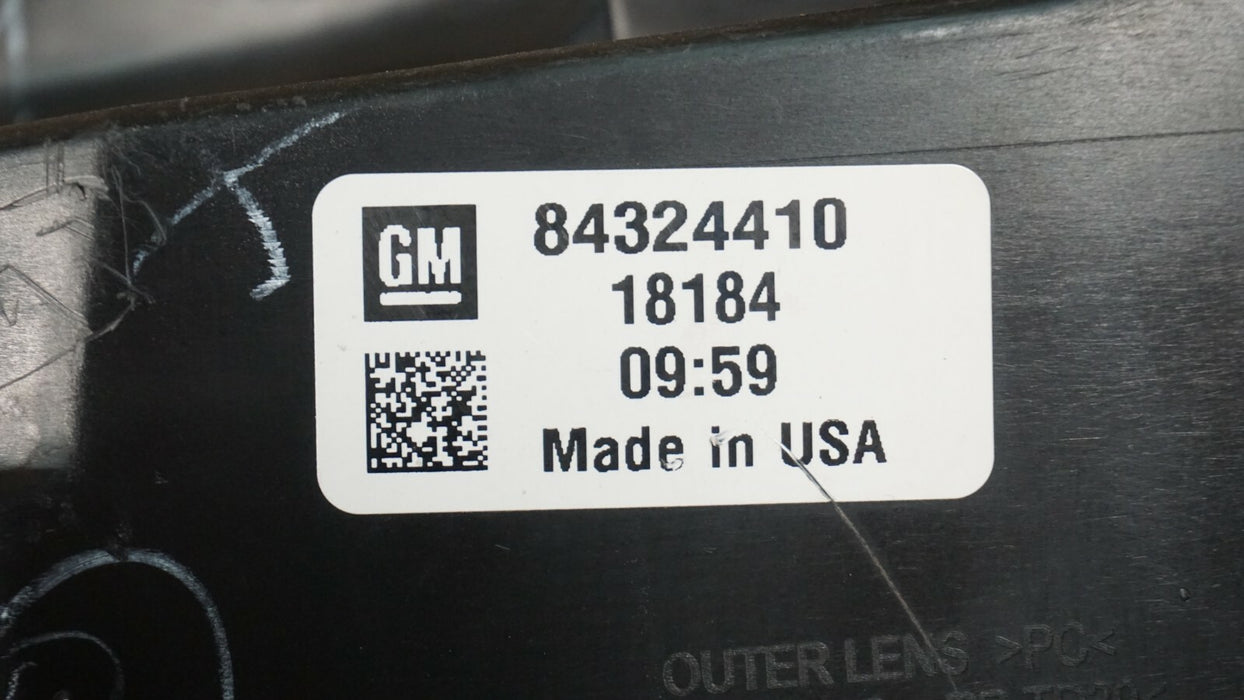 GM
84324410
18184
09:59
Made in USA
OUTER LENS >PC<